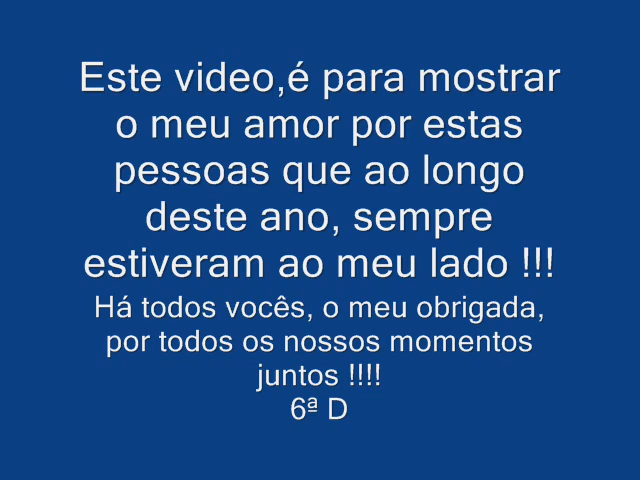 Este video,é para mostrar
o meu amor por estas
pessoas que ao longo
deste ano, sempre
estiveram ao meu lado !!!
Há todos vocês, o meu obrigada,
por todos os nossos momentos
juntos !!!!
6ª D